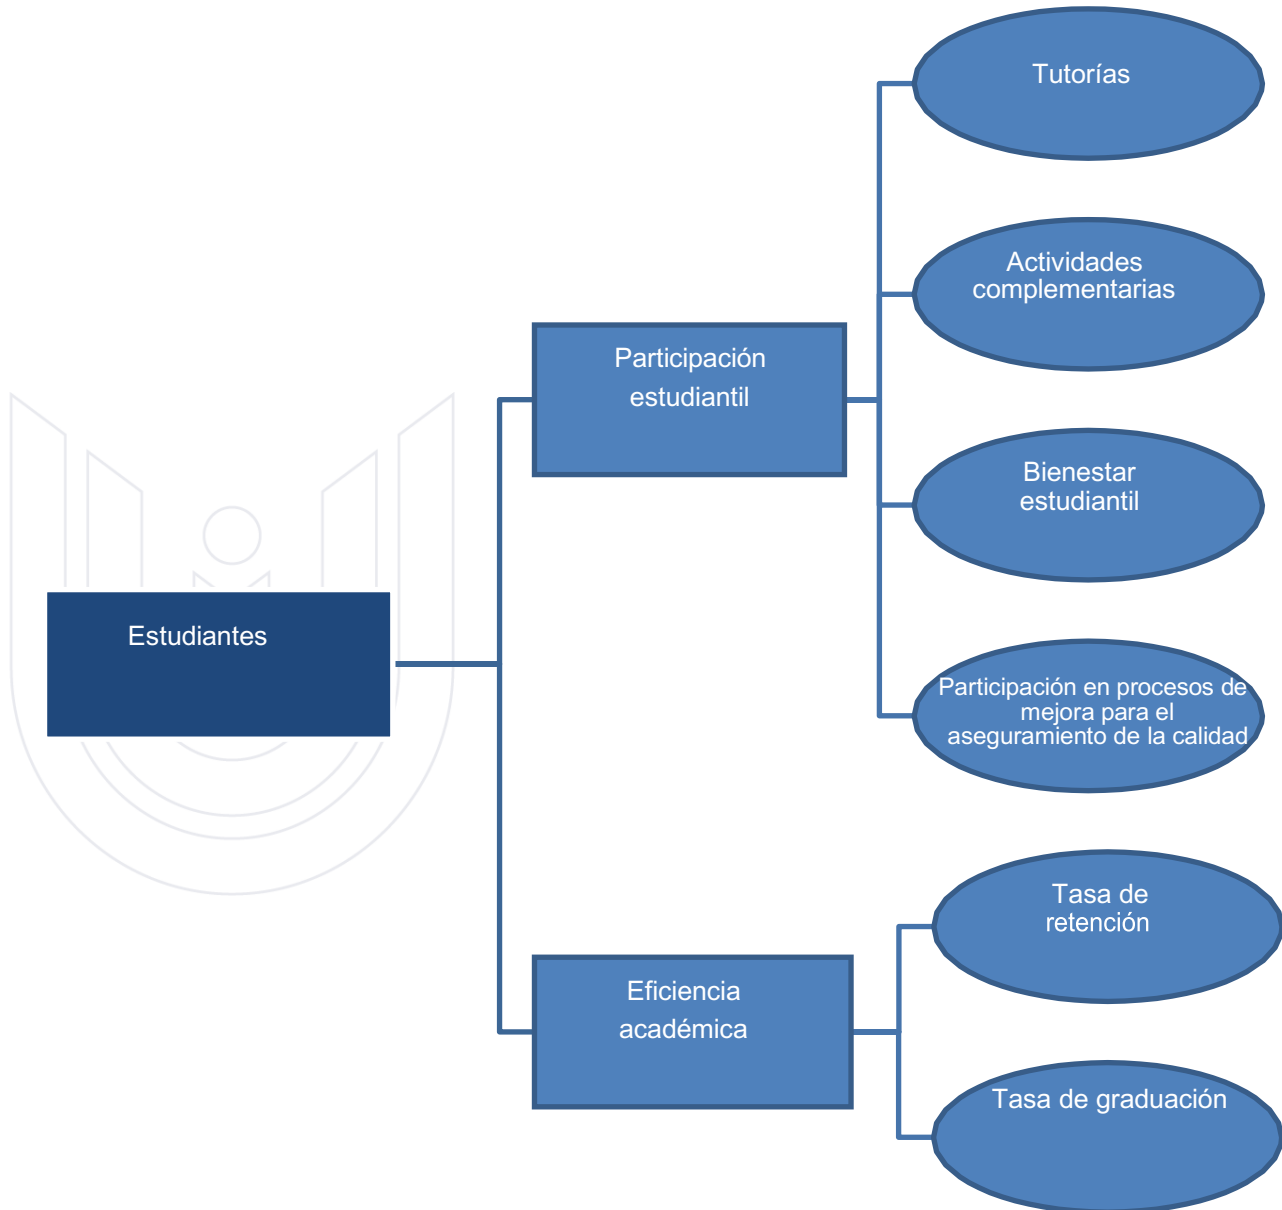 Tutorías
Actividades
complementarias
Participación
estudiantil
Bienestar
estudiantil
Estudiantes
Participación en procesos de
mejora para el
aseguramiento de la calidad
Tasa de
retención
Eficiencia
académica
Tasa de graduación